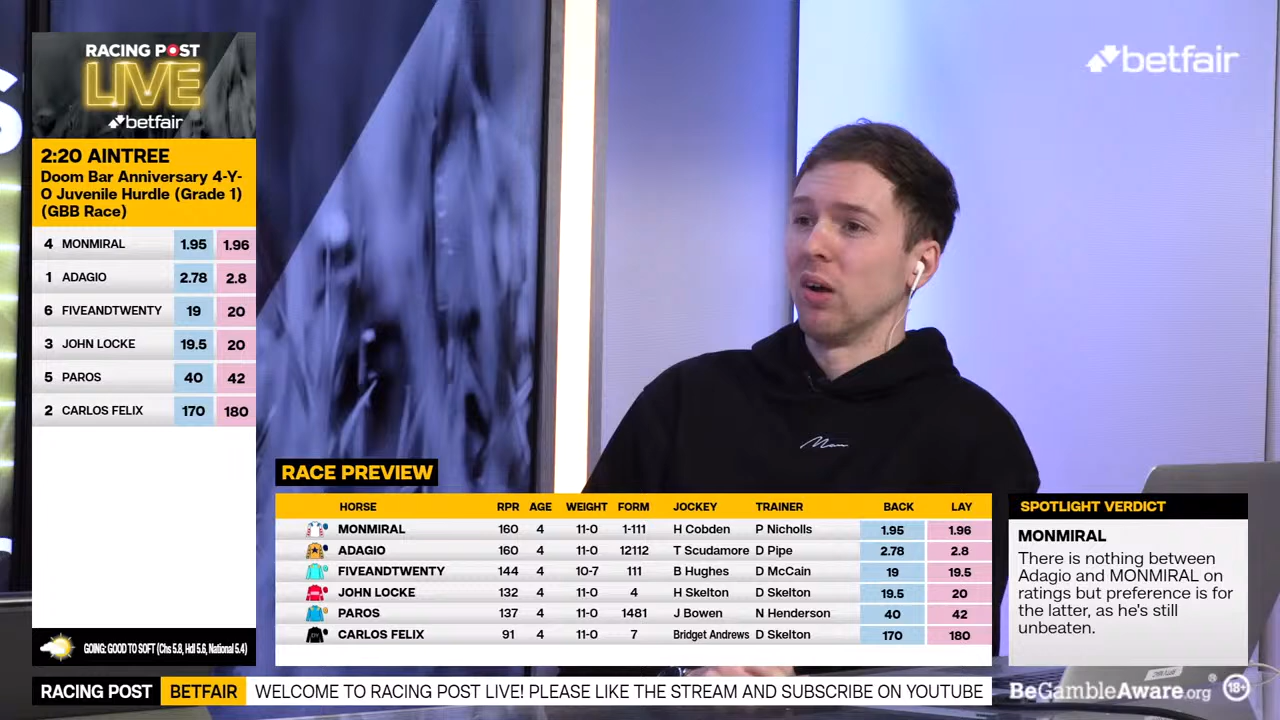 RACING POST
LIVE
betfair
2:20 AINTREE
Doom Bar Anniversary 4-Y-
O Juvenile Hurdle (Grade 1)
(GBB Race)
4 MONMIRAL 1.95 1.96
1 ADAGIO 2.78 2.8
6 FIVEANDTWENTY 19 20
3 JOHN LOCKE 19.5 20
5 PAROS 40 42
2 CARLOS FELIX 170 180
GOING: GOOD TO SOFT (Chs 5.8, Hdl 5.6, National 5.4)
betfair
RACE PREVIEW
HORSE RPR AGE WEIGHT FORM JOCKEY TRAINER BACK LAY
MONMIRAL 160 4 11-0 1-111 H Cobden P Nicholls 1.95 1.96
ADAGIO 160 4 11-0 12112 T Scudamore D Pipe 2.78 2.8
FIVEANDTWENTY 144 4 10-7 111 B Hughes D McCain 19 19.5
JOHN LOCKE 132 4 11-0 4 H Skelton D Skelton 19.5 20
PAROS 137 4 11-0 1481 J Bowen N Henderson 40 42
CARLOS FELIX 91 4 11-0 7 Bridget Andrews D Skelton 170 180
SPOTLIGHT VERDICT
MONMIRAL
There is nothing between
Adagio and MONMIRAL on
ratings but preference is for
the latter, as he's still
unbeaten.
RACING POST BETFAIR WELCOME TO RACING POST LIVE! PLEASE LIKE THE STREAM AND SUBSCRIBE ON YOUTUBE
BeGambleAware.org® 18+